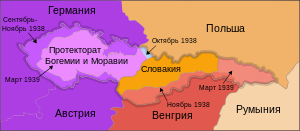 Германия
Польша
Сентябрь-
Ноябрь 1938
Октябрь 1938
Протекторат
Богемии и Моравии
Словакия
Март 1939
Март 1939
Ноябрь 1938
Австрия
Венгрия
Румыния